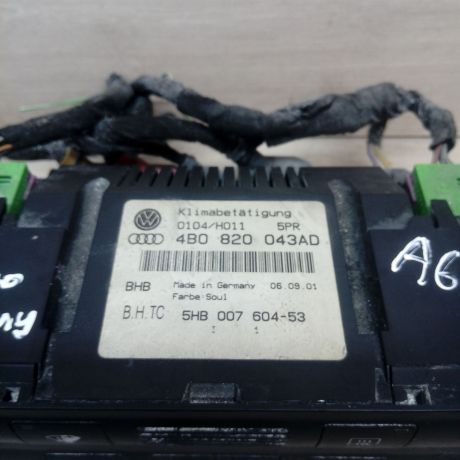 Klimabetätigung
0104/H011 5PR
4B0 820 043AD
BHB Made in Germany 06.09.01
Farbe-Soul
B.H.TC 5HB 007 604-53
A6